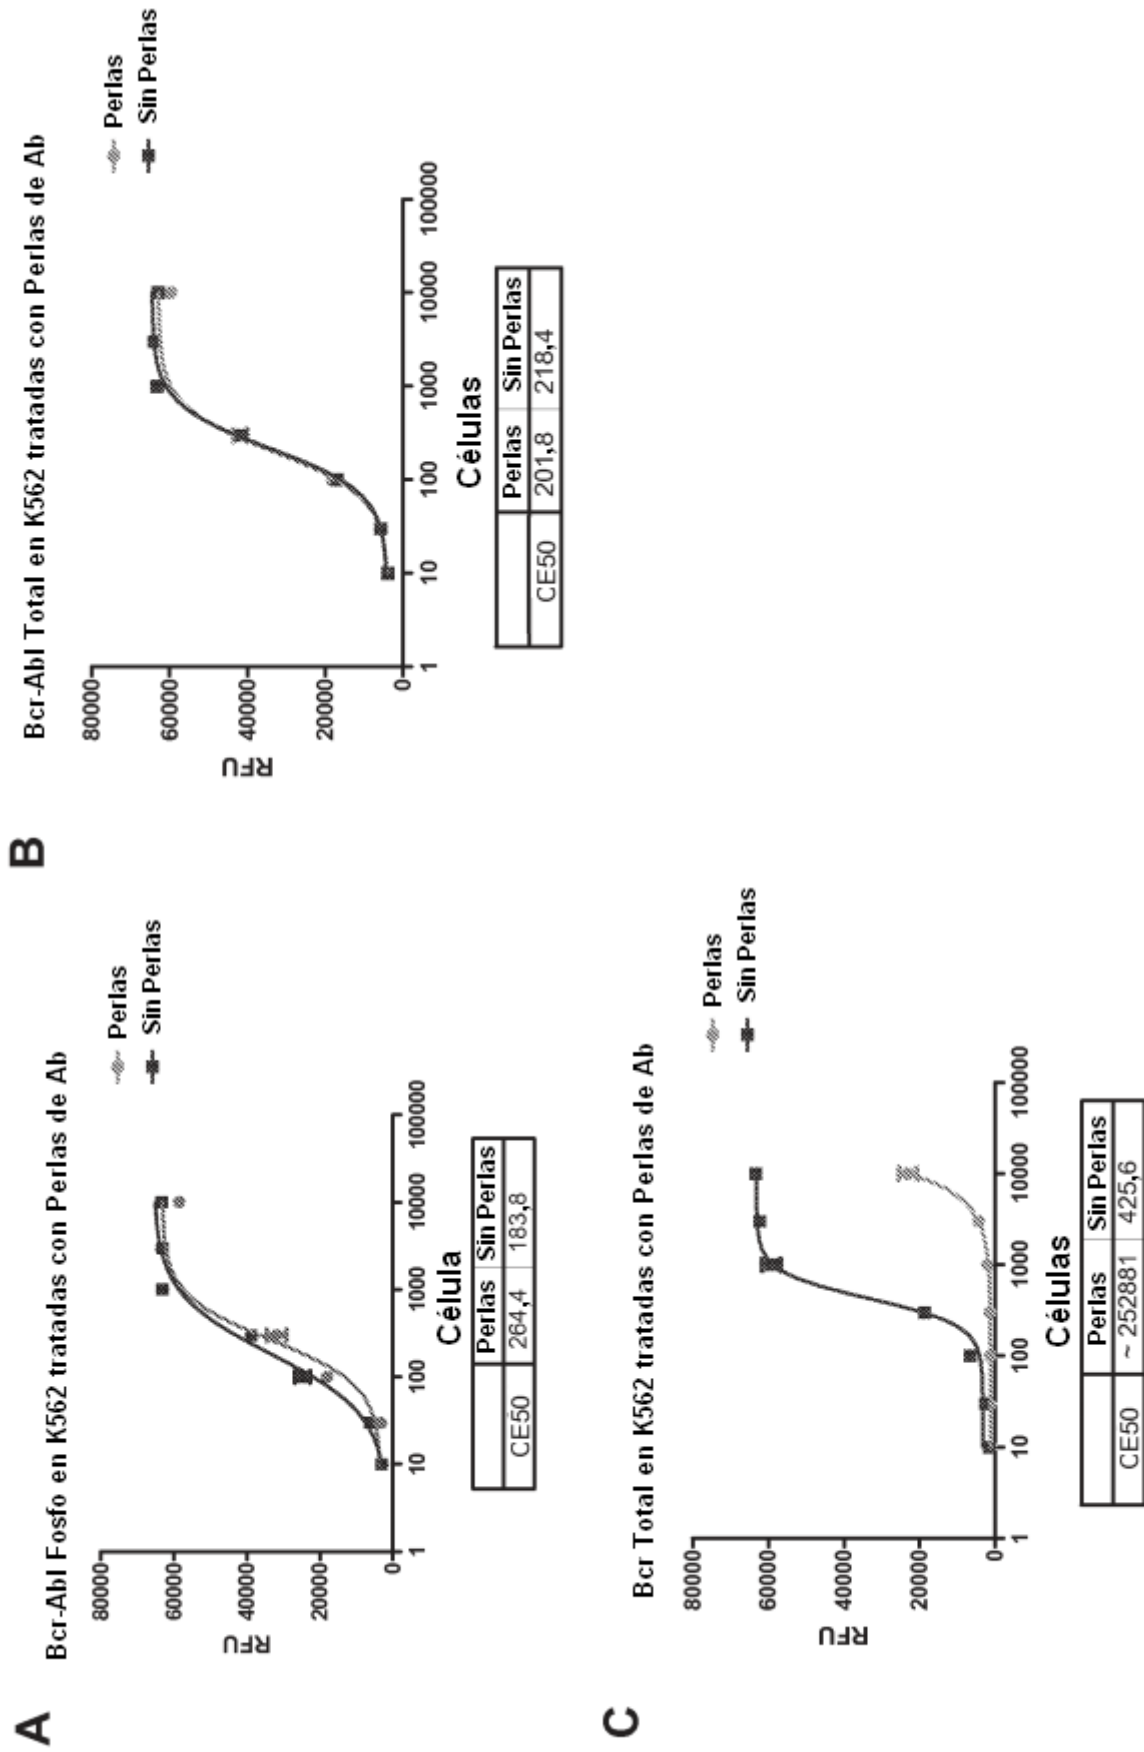 A
Bcr-Abl Fosfo en K562 tratadas con Perlas de Ab
Perlas
Sin Perlas
80000
60000
40000
20000
0
RFU
1
10
100
1000
10000
100000
Célula
Perlas Sin Perlas
CE50 264,4 183,8
B
Bcr-Abl Total en K562 tratadas con Perlas de Ab
Perlas
Sin Perlas
80000
60000
40000
20000
0
RFU
1
10
100
1000
10000
100000
Células
Perlas Sin Perlas
CE50 201,8 218,4
C
Bcr Total en K562 tratadas con Perlas de Ab
Perlas
Sin Perlas
80000
60000
40000
20000
0
RFU
1
10
100
1000
10000
100000
Células
Perlas Sin Perlas
CE50 ~ 252881 425,6